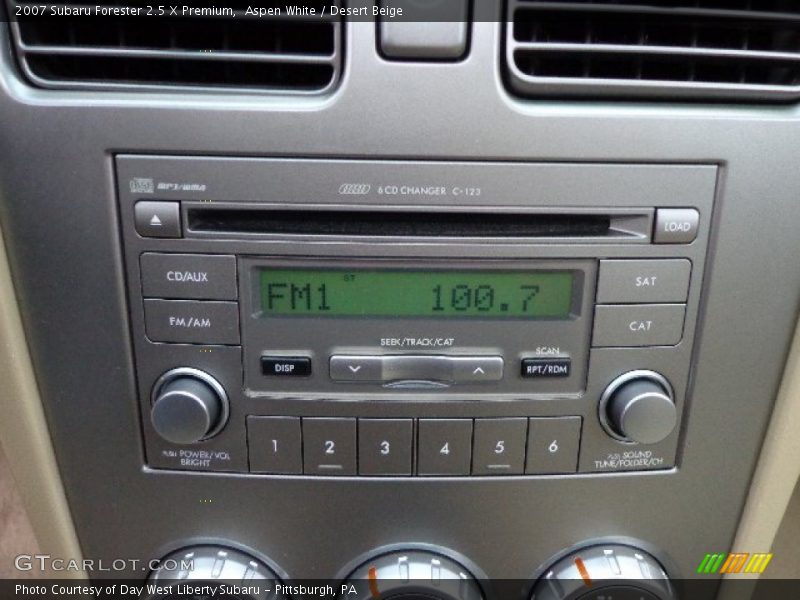 2007 Subaru Forester 2.5 X Premium,  Aspen White / Desert Beige
MP3/WMA
6 CD CHANGER C-123
LOAD
CD/AUX
SAT
ST
FM1 100.7
FM/AM
CAT
SEEK/TRACK/CAT
SCAN
DISP
RPT/RDM
1 2 3 4 5 6
PUSH POWER/VOL
BRIGHT
PUSH SOUND
TUNE/FOLDER/CH
GTCARLOT.COM
Photo Courtesy of Day West Liberty Subaru - Pittsburgh, PA